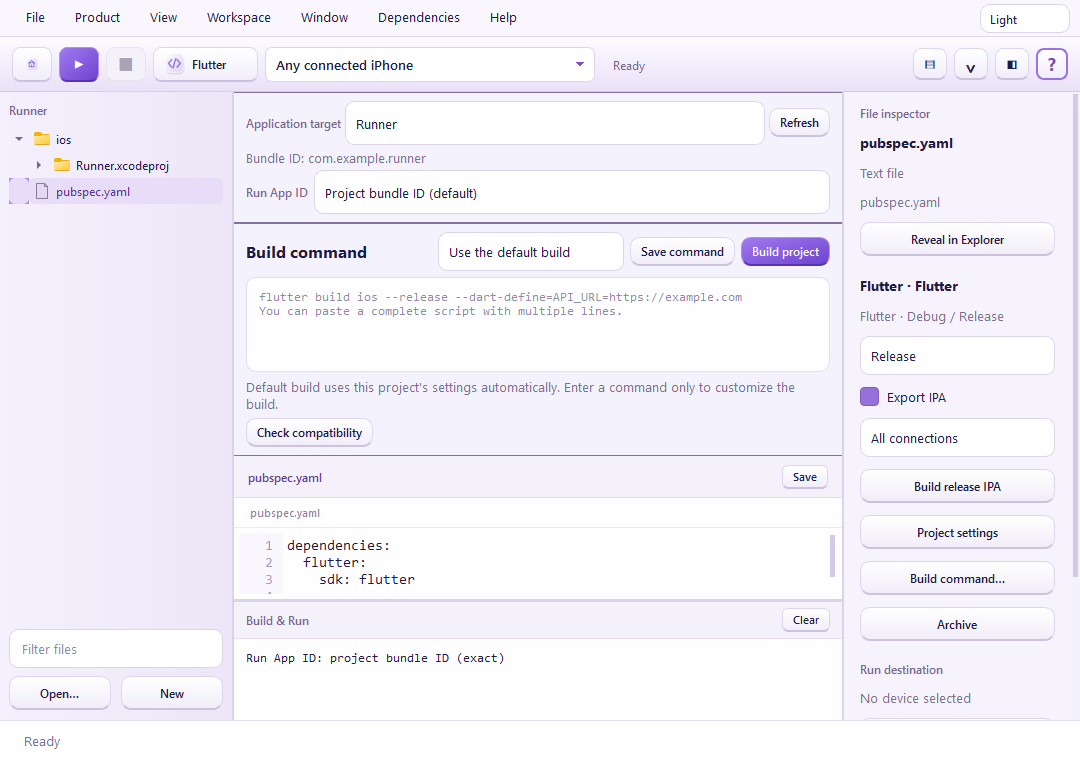 File Product View Workspace Window Dependencies Help Light
Flutter Any connected iPhone Ready ?
Runner
ios
Runner.xcodeproj
pubspec.yaml
Filter files
Open... New
Application target Runner Refresh
Bundle ID: com.example.runner
Run App ID Project bundle ID (default)
Build command Use the default build Save command Build project
flutter build ios --release --dart-define=API_URL=https://example.com
You can paste a complete script with multiple lines.
Default build uses this project's settings automatically. Enter a command only to customize the
build.
Check compatibility
pubspec.yaml Save
pubspec.yaml
1 dependencies:
2 flutter:
3 sdk: flutter
Build & Run Clear
Run App ID: project bundle ID (exact)
File inspector
pubspec.yaml
Text file
pubspec.yaml
Reveal in Explorer
Flutter · Flutter
Flutter · Debug / Release
Release
Export IPA
All connections
Build release IPA
Project settings
Build command...
Archive
Run destination
No device selected
Ready